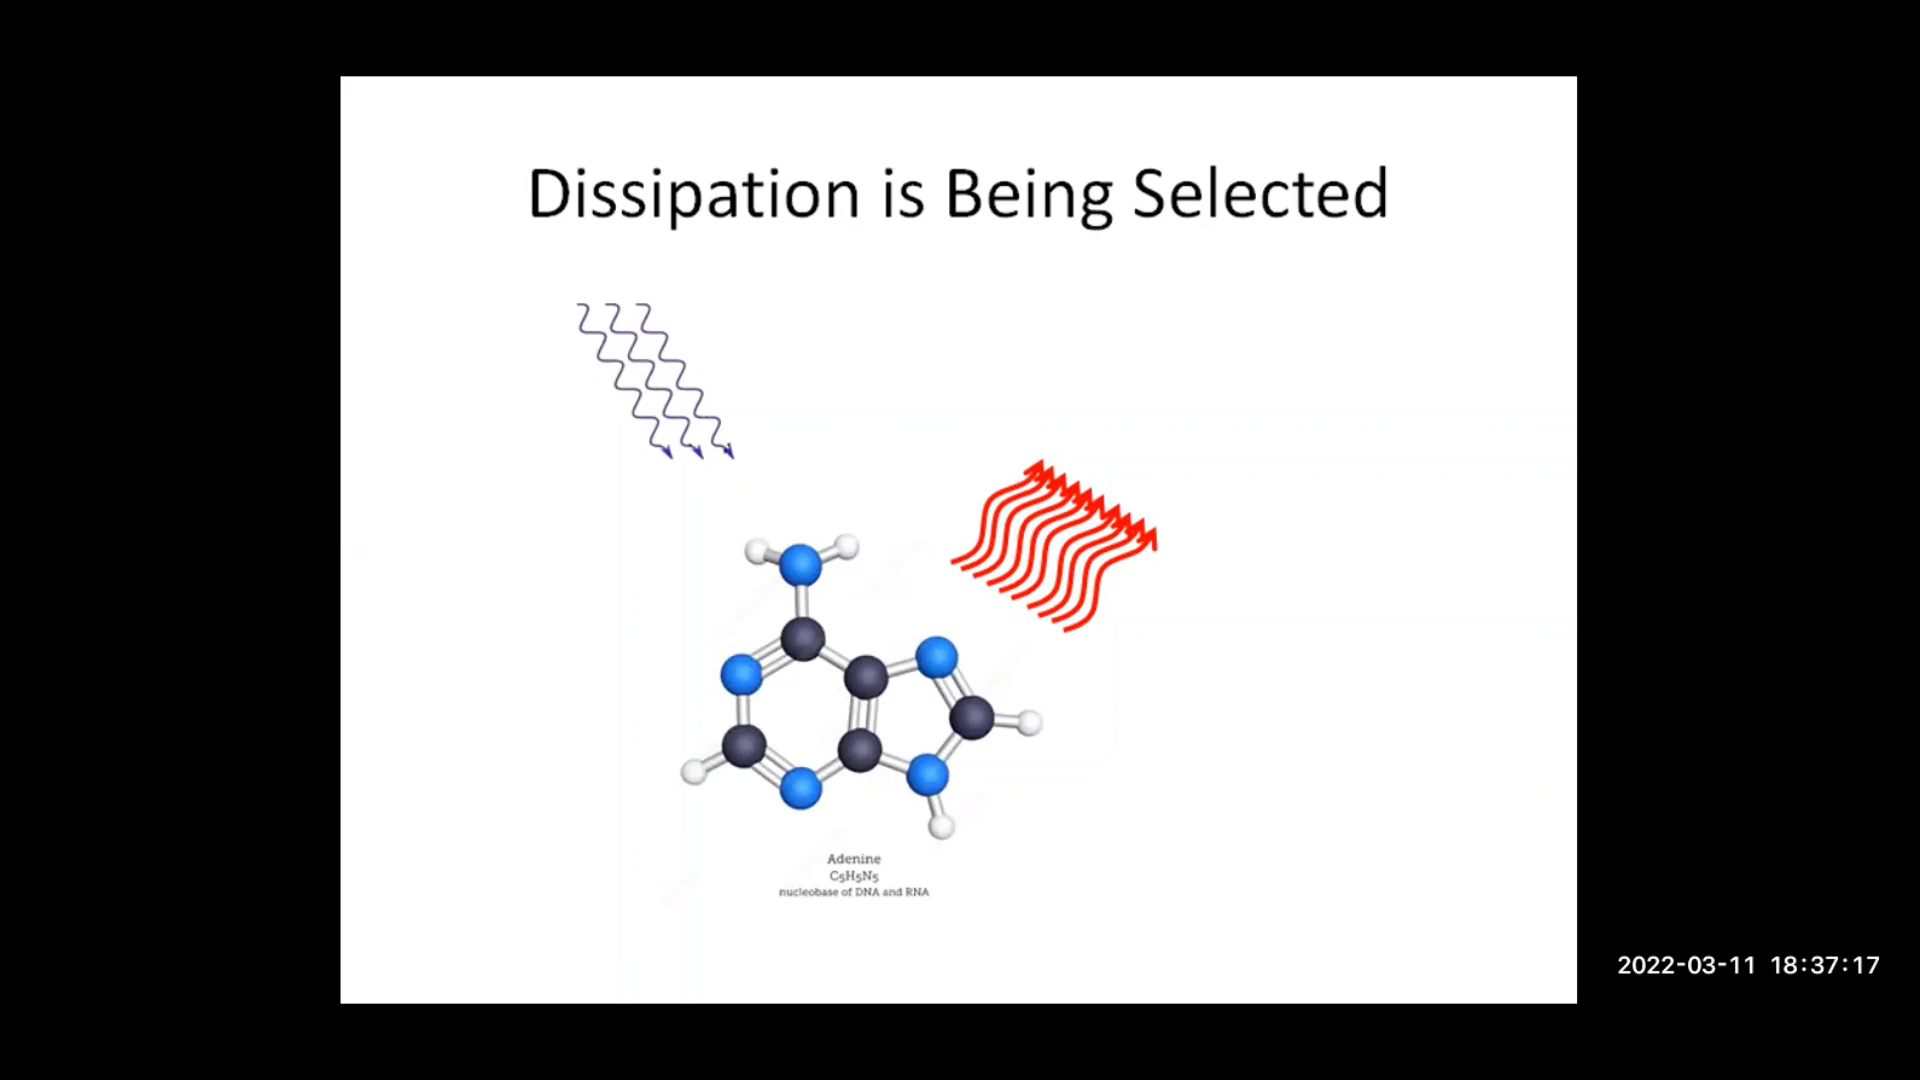 Dissipation is Being Selected
Adenine
C5H5N5
nucleobase of DNA and RNA
2022-03-11 18:37:17